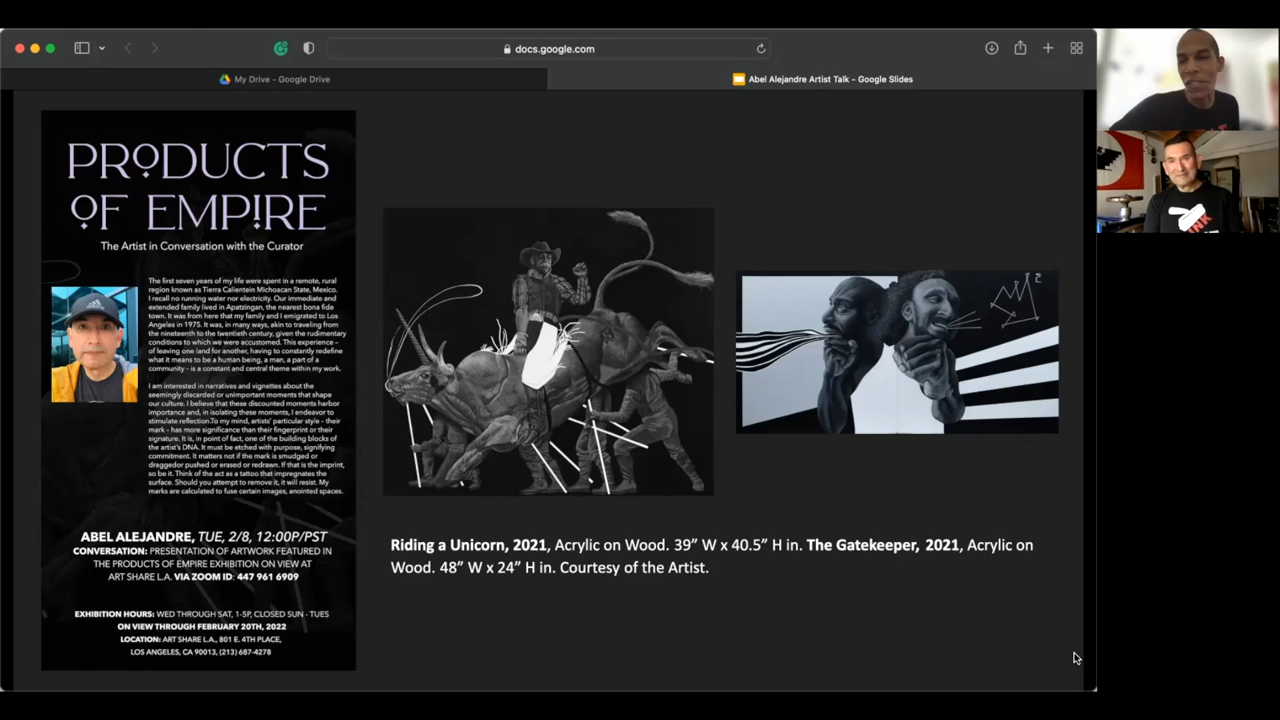 docs.google.com
My Drive - Google Drive
Abel Alejandre Artist Talk - Google Slides
PRODUCTS
OF EMPIRE
The Artist in Conversation with the Curator
The first seven years of my life were spent in a remote, rural
region known as Tierra Calientein Michoacan State, Mexico.
I recall no running water nor electricity. Our immediate and
extended family lived in Apatzingan, the nearest bona fide
town. It was from here that my family and I emigrated to Los
Angeles in 1975. It was, in many ways, akin to traveling from
the nineteenth to the twentieth century, given the rudimentary
conditions to which we were accustomed. This experience -
of leaving one land for another, having to constantly redefine
what it means to be a human being, a man, a part of a
community - is a constant and central theme within my work.
I am interested in narratives and vignettes about the
seemingly discarded or unimportant moments that shape
our culture. I believe that these discounted moments harbor
importance and, in isolating these moments, I endeavor to
stimulate reflection.To my mind, artists' particular style - their
mark - has more significance than their fingerprint or their
signature. It is, in point of fact, one of the building blocks of
the artist's DNA. It must be etched with purpose, signifying
commitment. It matters not if the mark is smudged or
draggedor pushed or erased or redrawn. If that is the imprint,
so be it. Think of the act as a tattoo that impregnates the
surface. Should you attempt to remove it, it will resist. My
marks are calculated to fuse certain images, anointed spaces.
ABEL ALEJANDRE, TUE, 2/8, 12:00P/PST
CONVERSATION: PRESENTATION OF ARTWORK FEATURED IN
THE PRODUCTS OF EMPIRE EXHIBITION ON VIEW AT
ART SHARE L.A. VIA ZOOM ID: 447 961 6909
EXHIBITION HOURS: WED THROUGH SAT, 1-5P, CLOSED SUN - TUES
ON VIEW THROUGH FEBRUARY 20TH, 2022
LOCATION: ART SHARE L.A., 801 E. 4TH PLACE,
LOS ANGELES, CA 90013, (213) 687-4278
Riding a Unicorn, 2021, Acrylic on Wood. 39” W x 40.5” H in. The Gatekeeper, 2021, Acrylic on
Wood. 48” W x 24” H in. Courtesy of the Artist.
INK